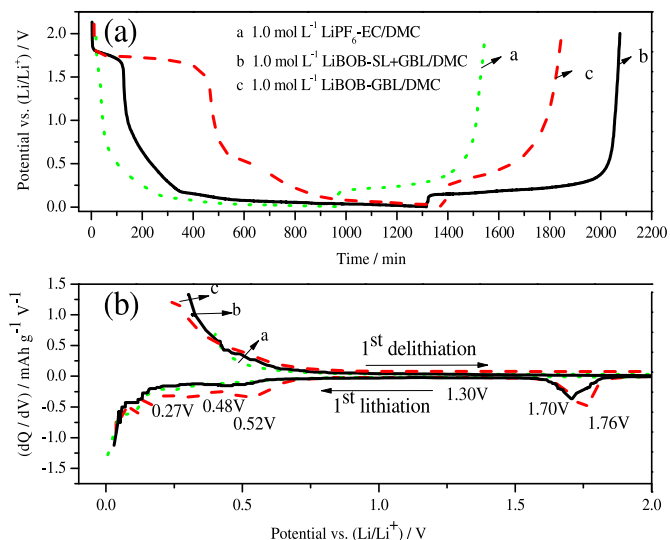 (a)
a 1.0 mol L⁻¹ LiPF₆-EC/DMC
b 1.0 mol L⁻¹ LiBOB-SL+GBL/DMC
c 1.0 mol L⁻¹ LiBOB-GBL/DMC
a
c
b
2.0
1.5
1.0
0.5
0.0
Potential vs. (Li/Li⁺) / V
0 200 400 600 800 1000 1200 1400 1600 1800 2000 2200
Time / min
(b)
c
b
a
1st delithiation
1st lithiation
0.27V
0.48V
0.52V
1.30V
1.70V
1.76V
1.5
1.0
0.5
0.0
-0.5
-1.0
-1.5
(dQ / dV) / mAh g⁻¹ V⁻¹
0.0 0.5 1.0 1.5 2.0
Potential vs. (Li/Li⁺) / V